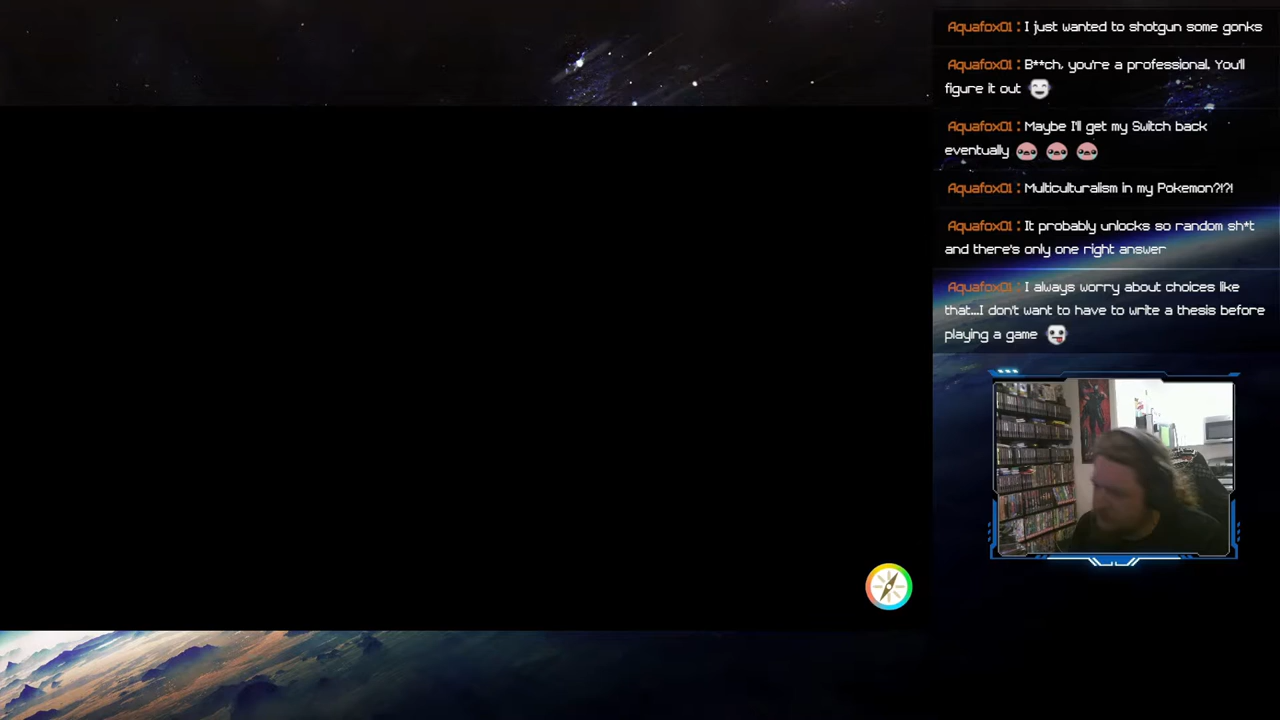 Aquafox01 : I just wanted to shotgun some gonks
Aquafox01 : B**ch, you're a professional. You'll
figure it out
Aquafox01 : Maybe I'll get my Switch back
eventually
Aquafox01 : Multiculturalism in my Pokemon?!?!
Aquafox01 : It probably unlocks so random sh*t
and there's only one right answer
Aquafox01 : I always worry about choices like
that...I don't want to have to write a thesis before
playing a game